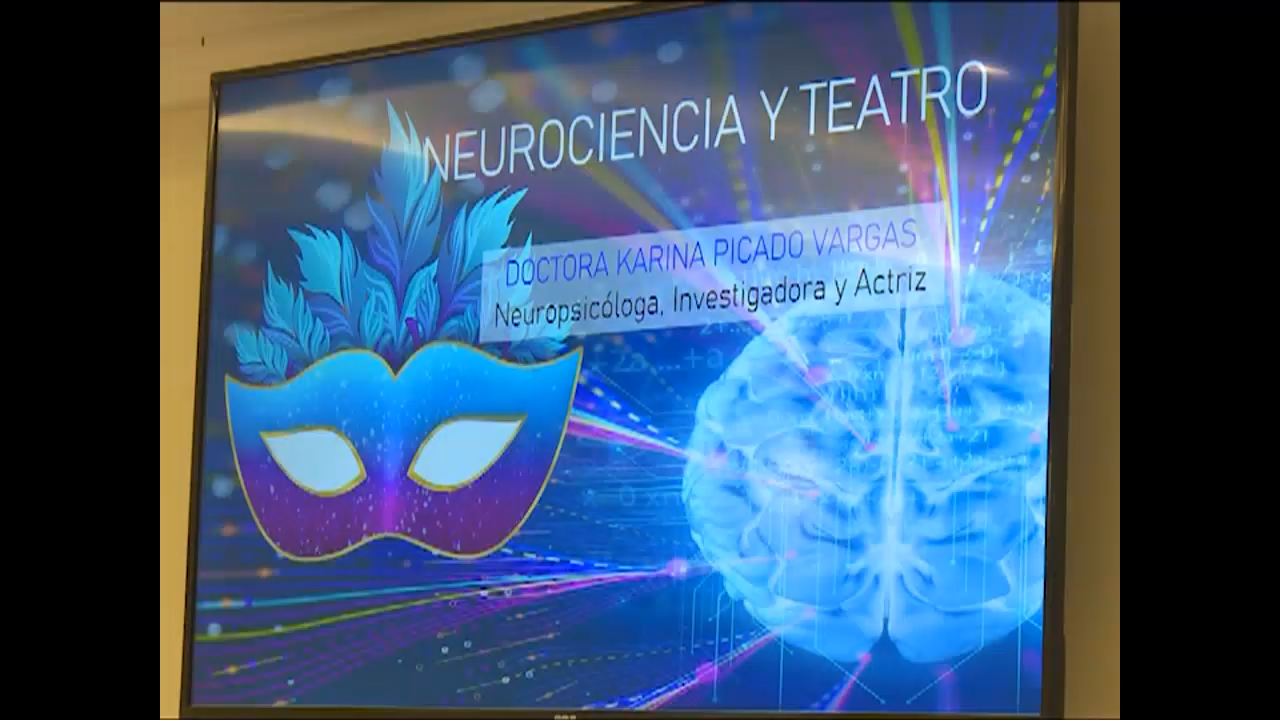 NEUROCIENCIA Y TEATRO
DOCTORA KARINA PICADO VARGAS
Neuropsicóloga, Investigadora y Actriz